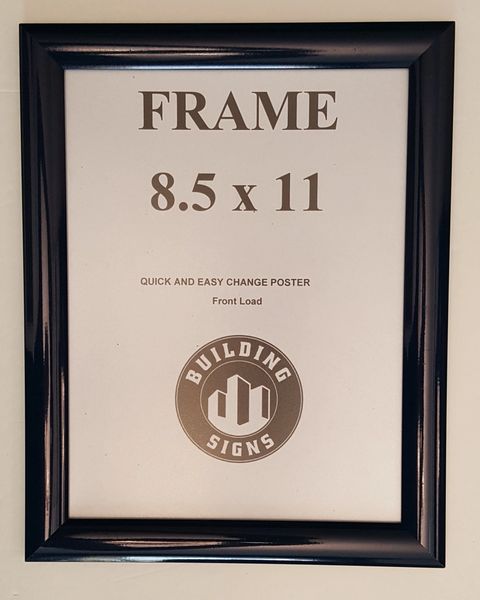 FRAME
8.5 x 11
QUICK AND EASY CHANGE POSTER
Front Load
BUILDING
SIGNS